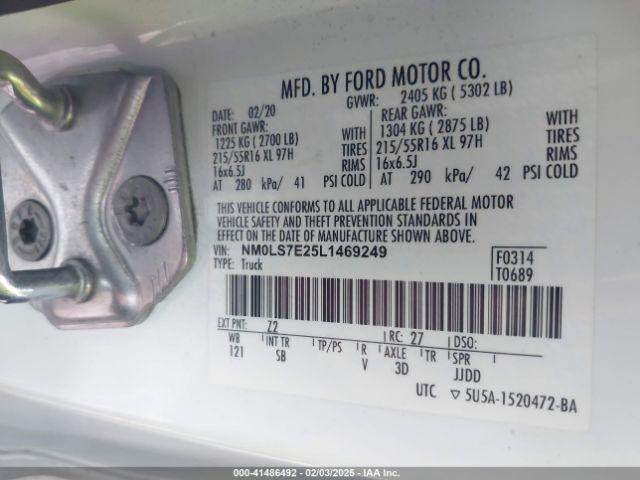 MFD. BY FORD MOTOR CO.
DATE: 02/20 GVWR: 2405 KG ( 5302 LB)
FRONT GAWR: REAR GAWR:
1225 KG ( 2700 LB) WITH 1304 KG ( 2875 LB) WITH
215/55R16 XL 97H TIRES 215/55R16 XL 97H TIRES
16x6.5J RIMS 16x6.5J RIMS
AT 280 kPa/ 41 PSI COLD AT 290 kPa/ 42 PSI COLD
THIS VEHICLE CONFORMS TO ALL APPLICABLE FEDERAL MOTOR
VEHICLE SAFETY AND THEFT PREVENTION STANDARDS IN
EFFECT ON THE DATE OF MANUFACTURE SHOWN ABOVE.
VIN: NM0LS7E25L1469249 F0314
TYPE: Truck T0689
EXT PNT: Z2 RC: 27 DSO:
WB INT TR TP/PS R AXLE TR SPR
121 SB V 3D JJDD
UTC ▽ 5U5A-1520472-BA
000-41486492 - 02/03/2025 - IAA Inc.